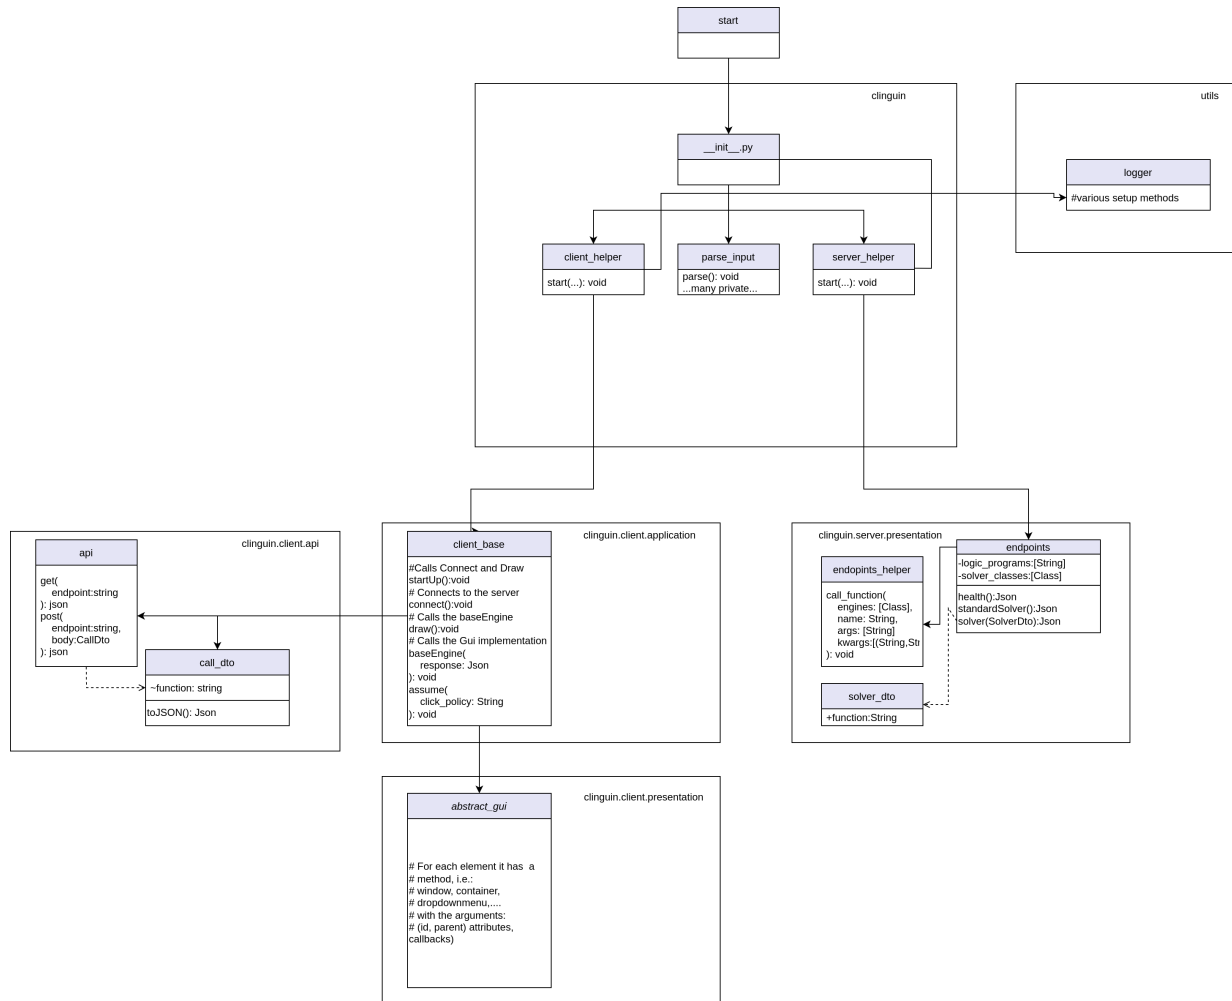 start
clinguin
utils
__init__.py
logger
#various setup methods
client_helper
start(...): void
parse_input
parse(): void
...many private...
server_helper
start(...): void
clinguin.client.api
api
get(
endpoint:string
): json
post(
endpoint:string,
body:CallDto
): json
call_dto
~function: string
toJSON(): Json
clinguin.client.application
client_base
#Calls Connect and Draw
startUp():void
# Connects to the server
connect():void
# Calls the baseEngine
draw():void
# Calls the Gui implementation
baseEngine(
response: Json
): void
assume(
click_policy: String
): void
clinguin.server.presentation
endpoints
-logic_programs:[String]
-solver_classes:[Class]
health():Json
standardSolver():Json
solver(SolverDto):Json
endopints_helper
call_function(
engines: [Class],
name: String,
args: [String]
kwargs:[(String,Str
): void
solver_dto
+function:String
clinguin.client.presentation
abstract_gui
# For each element it has a
# method, i.e.:
# window, container,
# dropdownmenu,....
# with the arguments:
# (id, parent) attributes,
callbacks)